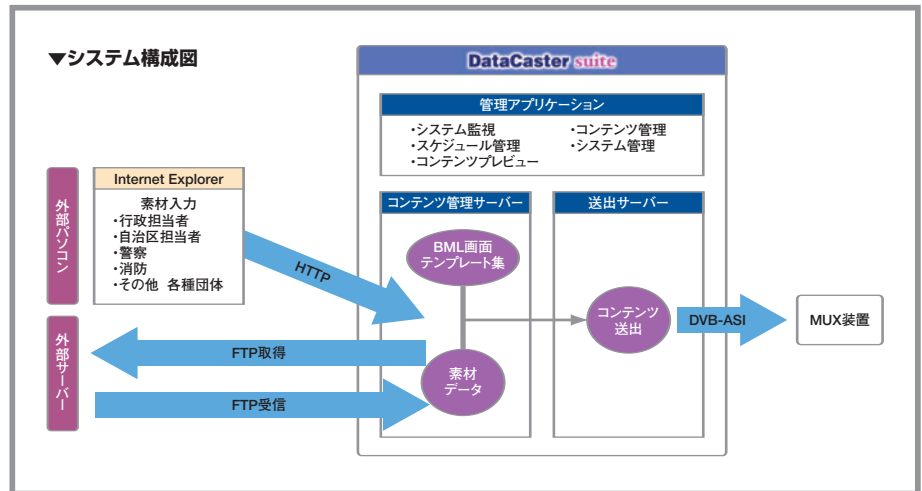 ▼システム構成図
DataCaster suite
管理アプリケーション
・システム監視
・スケジュール管理
・コンテンツプレビュー
・コンテンツ管理
・システム管理
外部パソコン
Internet Explorer
素材入力
・行政担当者
・自治区担当者
・警察
・消防
・その他 各種団体
HTTP
コンテンツ管理サーバー
BML画面
テンプレート集
素材
データ
送出サーバー
コンテンツ
送出
DVB-ASI
MUX装置
外部サーバー
FTP取得
FTP受信